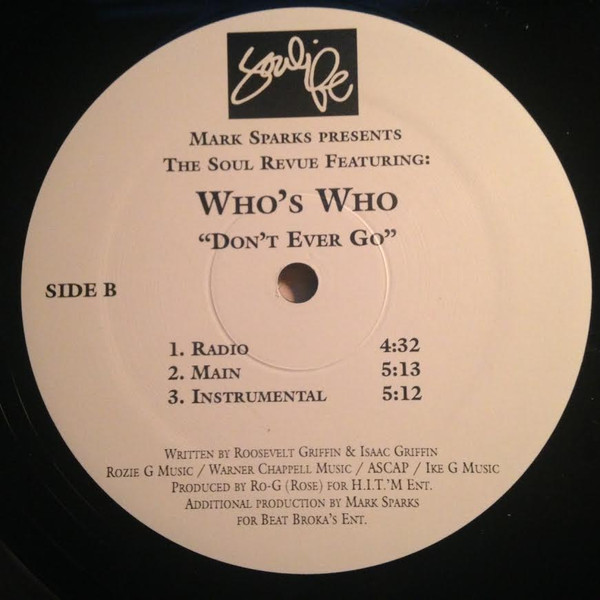 Soulife
MARK SPARKS PRESENTS
THE SOUL REVUE FEATURING:
WHO'S WHO
"DON'T EVER GO"
SIDE B
1. RADIO 4:32
2. MAIN 5:13
3. INSTRUMENTAL 5:12
WRITTEN BY ROOSEVELT GRIFFIN & ISAAC GRIFFIN
ROZIE G MUSIC / WARNER CHAPPELL MUSIC / ASCAP / IKE G MUSIC
PRODUCED BY RO-G (ROSE) FOR H.I.T.'M ENT.
ADDITIONAL PRODUCTION BY MARK SPARKS
FOR BEAT BROKA'S ENT.